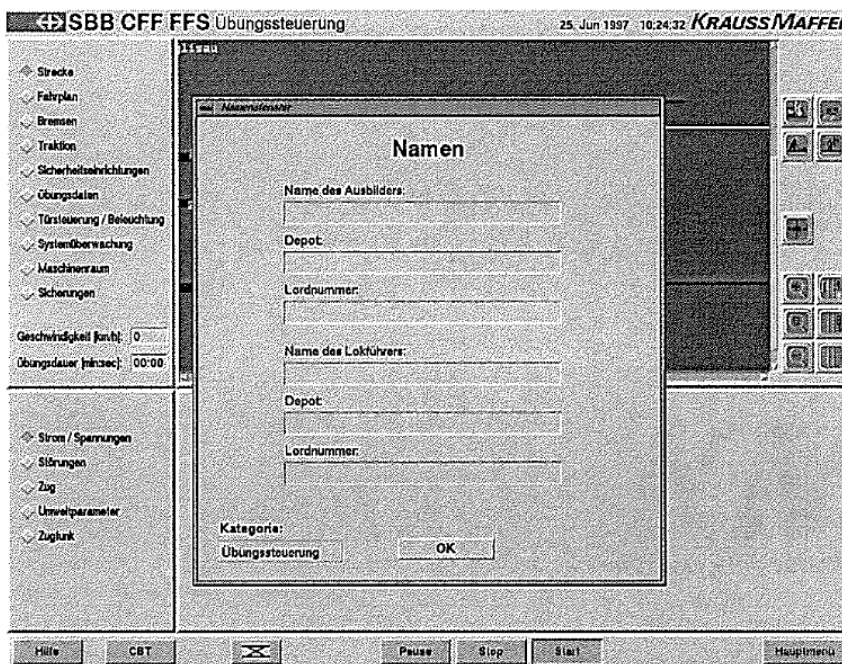 SBB CFF FFS Übungssteuerung
25. Jun 1997 10:24:32 KRAUSS MAFFEI
Strecke
Fahrplan
Bremsen
Traktion
Sicherheitseinrichtungen
Übungsdaten
Türsteuerung / Beleuchtung
Systemüberwachung
Maschinenraum
Sicherungen
Geschwindigkeit [km/h]: 0
Übungsdauer [min:sec]: 00:00
Strom / Spannungen
Störungen
Zug
Umweltparameter
Zugfunk
Namensfenster
Namen
Name des Ausbilders:
Depot:
Lordnummer:
Name des Lokführers:
Depot:
Lordnummer:
Kategorie:
Übungssteuerung
OK
Hilfe CBT Pause Stop Start Hauptmenü